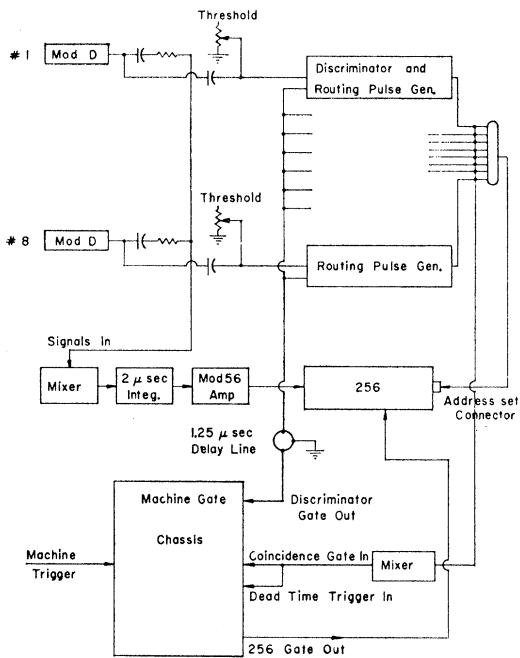 Threshold
# 1
Mod D
Discriminator and
Routing Pulse Gen.
Threshold
# 8
Mod D
Routing Pulse Gen.
Signals In
Mixer
2 μ sec
Integ.
Mod 56
Amp
256
Address set
Connector
1.25 μ sec
Delay Line
Machine Gate
Chassis
Discriminator
Gate Out
Machine
Trigger
Coincidence Gate In
Mixer
Dead Time Trigger In
256 Gate Out